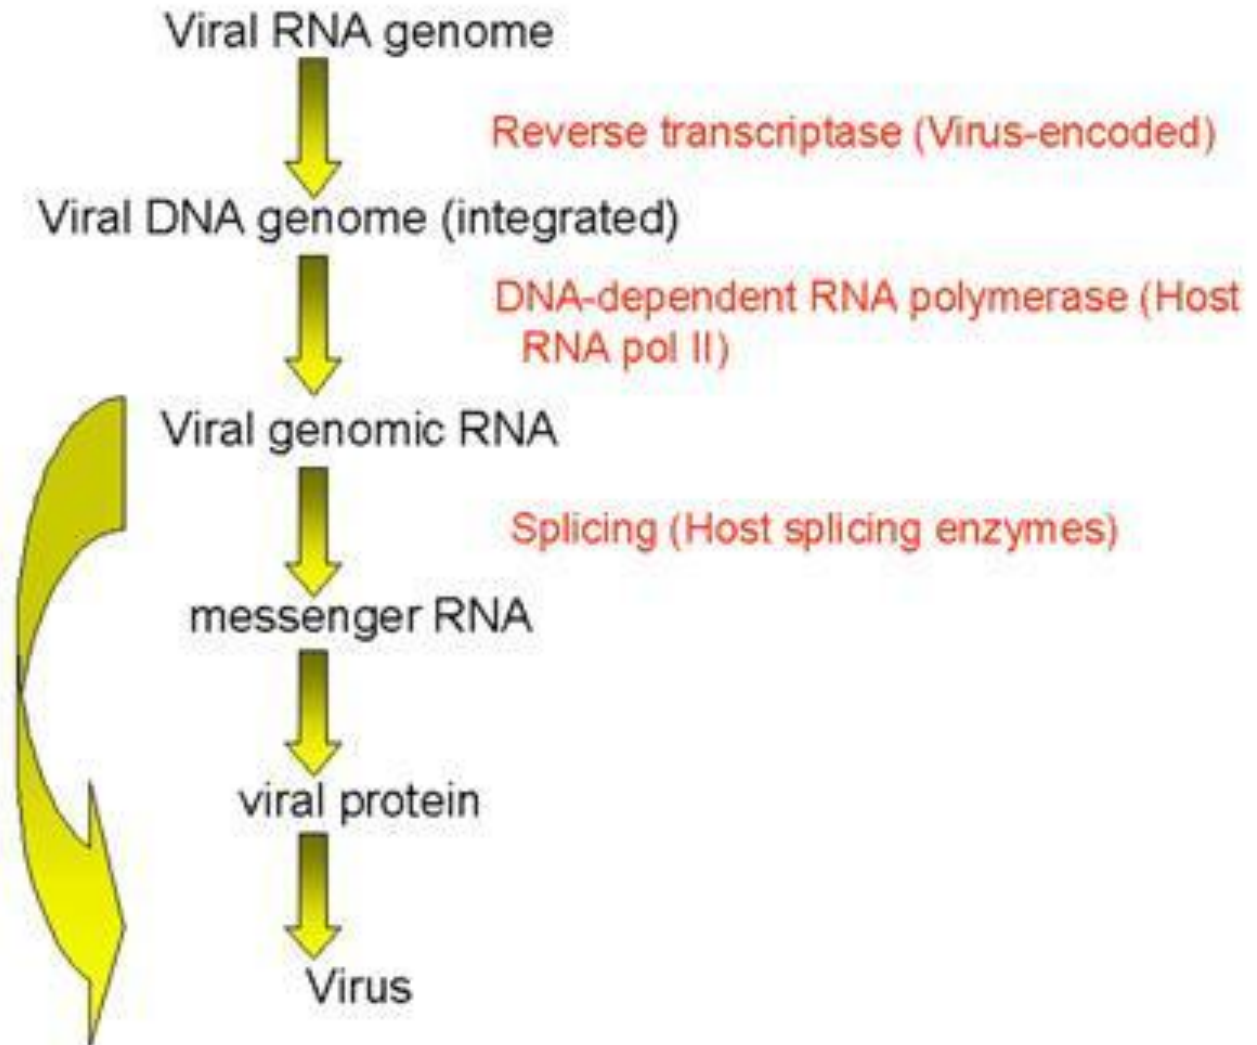 Viral RNA genome
Reverse transcriptase (Virus-encoded)
Viral DNA genome (integrated)
DNA-dependent RNA polymerase (Host
RNA pol II)
Viral genomic RNA
Splicing (Host splicing enzymes)
messenger RNA
viral protein
Virus